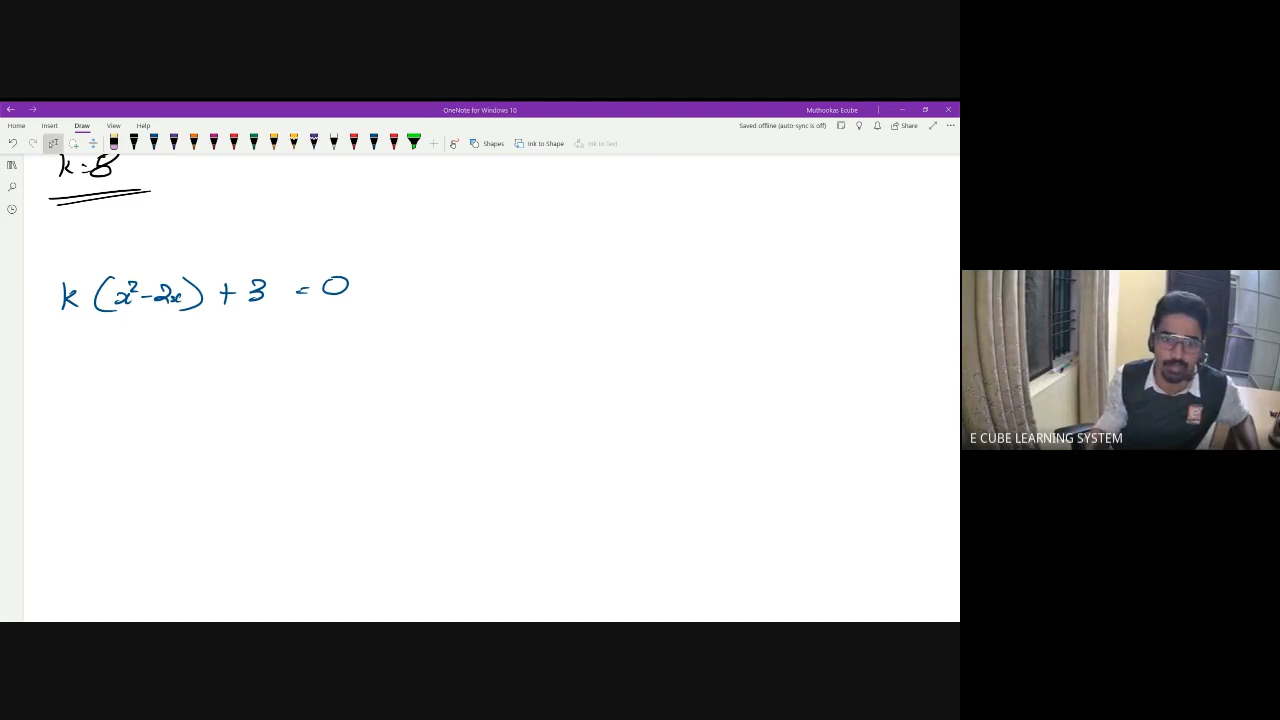 OneNote for Windows 10
Muthookas Ecube
Home Insert Draw View Help
Saved offline (auto-sync is off)
Share
Shapes
Ink to Shape
Ink to Text
k = 5
k (x² - 2x) + 3 = 0
E CUBE LEARNING SYSTEM